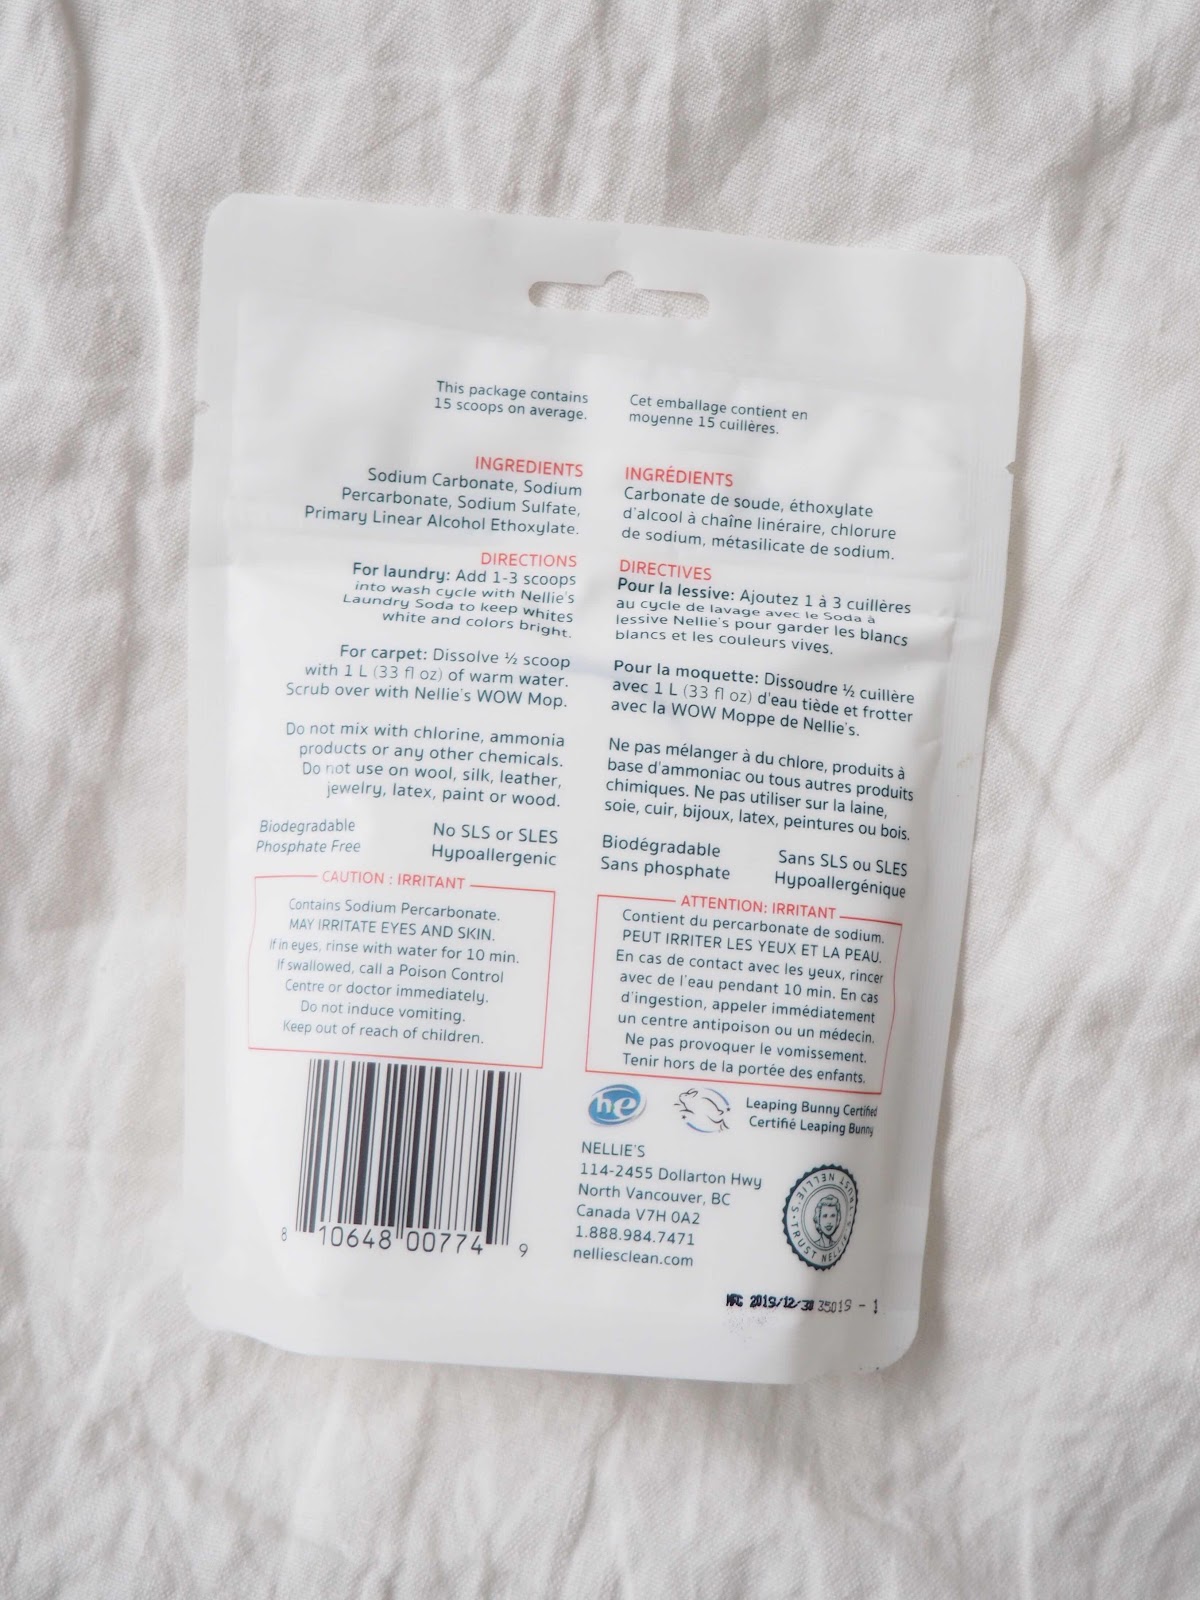 This package contains
15 scoops on average.
INGREDIENTS
Sodium Carbonate, Sodium
Percarbonate, Sodium Sulfate,
Primary Linear Alcohol Ethoxylate.
DIRECTIONS
For laundry: Add 1-3 scoops
into wash cycle with Nellie's
Laundry Soda to keep whites
white and colors bright.
For carpet: Dissolve ½ scoop
with 1 L (33 fl oz) of warm water.
Scrub over with Nellie's WOW Mop.
Do not mix with chlorine, ammonia
products or any other chemicals.
Do not use on wool, silk, leather,
jewelry, latex, paint or wood.
Biodegradable
Phosphate Free
No SLS or SLES
Hypoallergenic
CAUTION : IRRITANT
Contains Sodium Percarbonate.
MAY IRRITATE EYES AND SKIN.
If in eyes, rinse with water for 10 min.
If swallowed, call a Poison Control
Centre or doctor immediately.
Do not induce vomiting.
Keep out of reach of children.
8 10648 00774 9
Cet emballage contient en
moyenne 15 cuillères.
INGRÉDIENTS
Carbonate de soude, éthoxylate
d'alcool à chaîne linéraire, chlorure
de sodium, métasilicate de sodium.
DIRECTIVES
Pour la lessive: Ajoutez 1 à 3 cuillères
au cycle de lavage avec le Soda à
lessive Nellie's pour garder les blancs
blancs et les couleurs vives.
Pour la moquette: Dissoudre ½ cuillère
avec 1 L (33 fl oz) d'eau tiède et frotter
avec la WOW Moppe de Nellie's.
Ne pas mélanger à du chlore, produits à
base d'ammoniac ou tous autres produits
chimiques. Ne pas utiliser sur la laine,
soie, cuir, bijoux, latex, peintures ou bois.
Biodégradable
Sans phosphate
Sans SLS ou SLES
Hypoallergénique
ATTENTION: IRRITANT
Contient du percarbonate de sodium.
PEUT IRRITER LES YEUX ET LA PEAU.
En cas de contact avec les yeux, rincer
avec de l'eau pendant 10 min. En cas
d'ingestion, appeler immédiatement
un centre antipoison ou un médecin.
Ne pas provoquer le vomissement.
Tenir hors de la portée des enfants.
he
Leaping Bunny Certified
Certifié Leaping Bunny
NELLIE'S
114-2455 Dollarton Hwy
North Vancouver, BC
Canada V7H 0A2
1.888.984.7471
nelliesclean.com
TRUST NELLIE'S · TRUST NELLIE'S ·
MFG 2019/12/30 35019 - 1